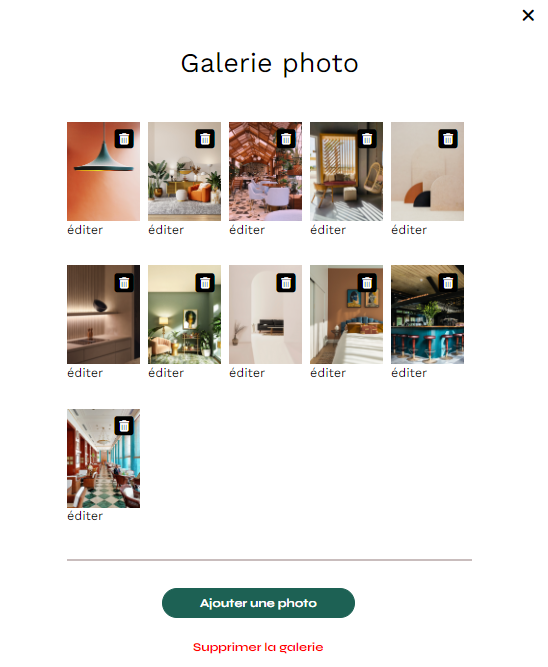 Galerie photo
éditer éditer éditer éditer éditer
éditer éditer éditer éditer éditer
éditer
Ajouter une photo
Supprimer la galerie